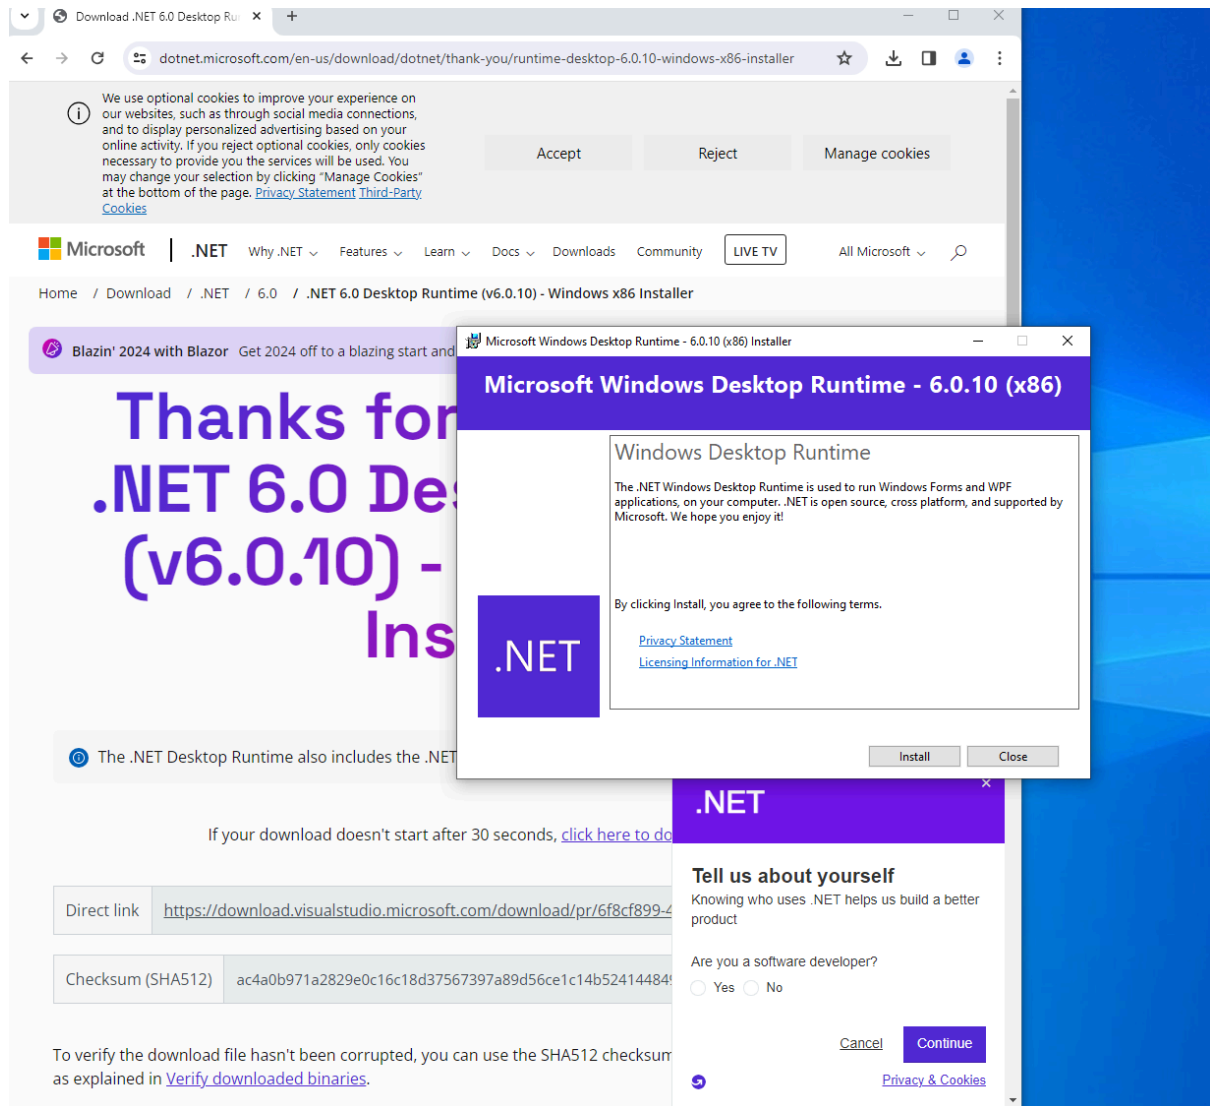 Download .NET 6.0 Desktop Ru
dotnet.microsoft.com/en-us/download/dotnet/thank-you/runtime-desktop-6.0.10-windows-x86-installer
We use optional cookies to improve your experience on
our websites, such as through social media connections,
and to display personalized advertising based on your
online activity. If you reject optional cookies, only cookies
necessary to provide you the services will be used. You
may change your selection by clicking "Manage Cookies"
at the bottom of the page. Privacy Statement Third-Party
Cookies
Accept
Reject
Manage cookies
Microsoft
.NET
Why .NET
Features
Learn
Docs
Downloads
Community
LIVE TV
All Microsoft
Home / Download / .NET / 6.0 / .NET 6.0 Desktop Runtime (v6.0.10) - Windows x86 Installer
Blazin' 2024 with Blazor Get 2024 off to a blazing start and
Thanks for
.NET 6.0 Des
(v6.0.10) -
Ins
Microsoft Windows Desktop Runtime - 6.0.10 (x86) Installer
Microsoft Windows Desktop Runtime - 6.0.10 (x86)
Windows Desktop Runtime
The .NET Windows Desktop Runtime is used to run Windows Forms and WPF
applications, on your computer. .NET is open source, cross platform, and supported by
Microsoft. We hope you enjoy it!
By clicking Install, you agree to the following terms.
Privacy Statement
Licensing Information for .NET
.NET
Install
Close
The .NET Desktop Runtime also includes the .NET
If your download doesn't start after 30 seconds, click here to do
Direct link
https://download.visualstudio.microsoft.com/download/pr/6f8cf899-4
Checksum (SHA512)
ac4a0b971a2829e0c16c18d37567397a89d56ce1c14b52414484
To verify the download file hasn't been corrupted, you can use the SHA512 checksum
as explained in Verify downloaded binaries.
.NET
Tell us about yourself
Knowing who uses .NET helps us build a better
product
Are you a software developer?
Yes
No
Cancel
Continue
Privacy & Cookies